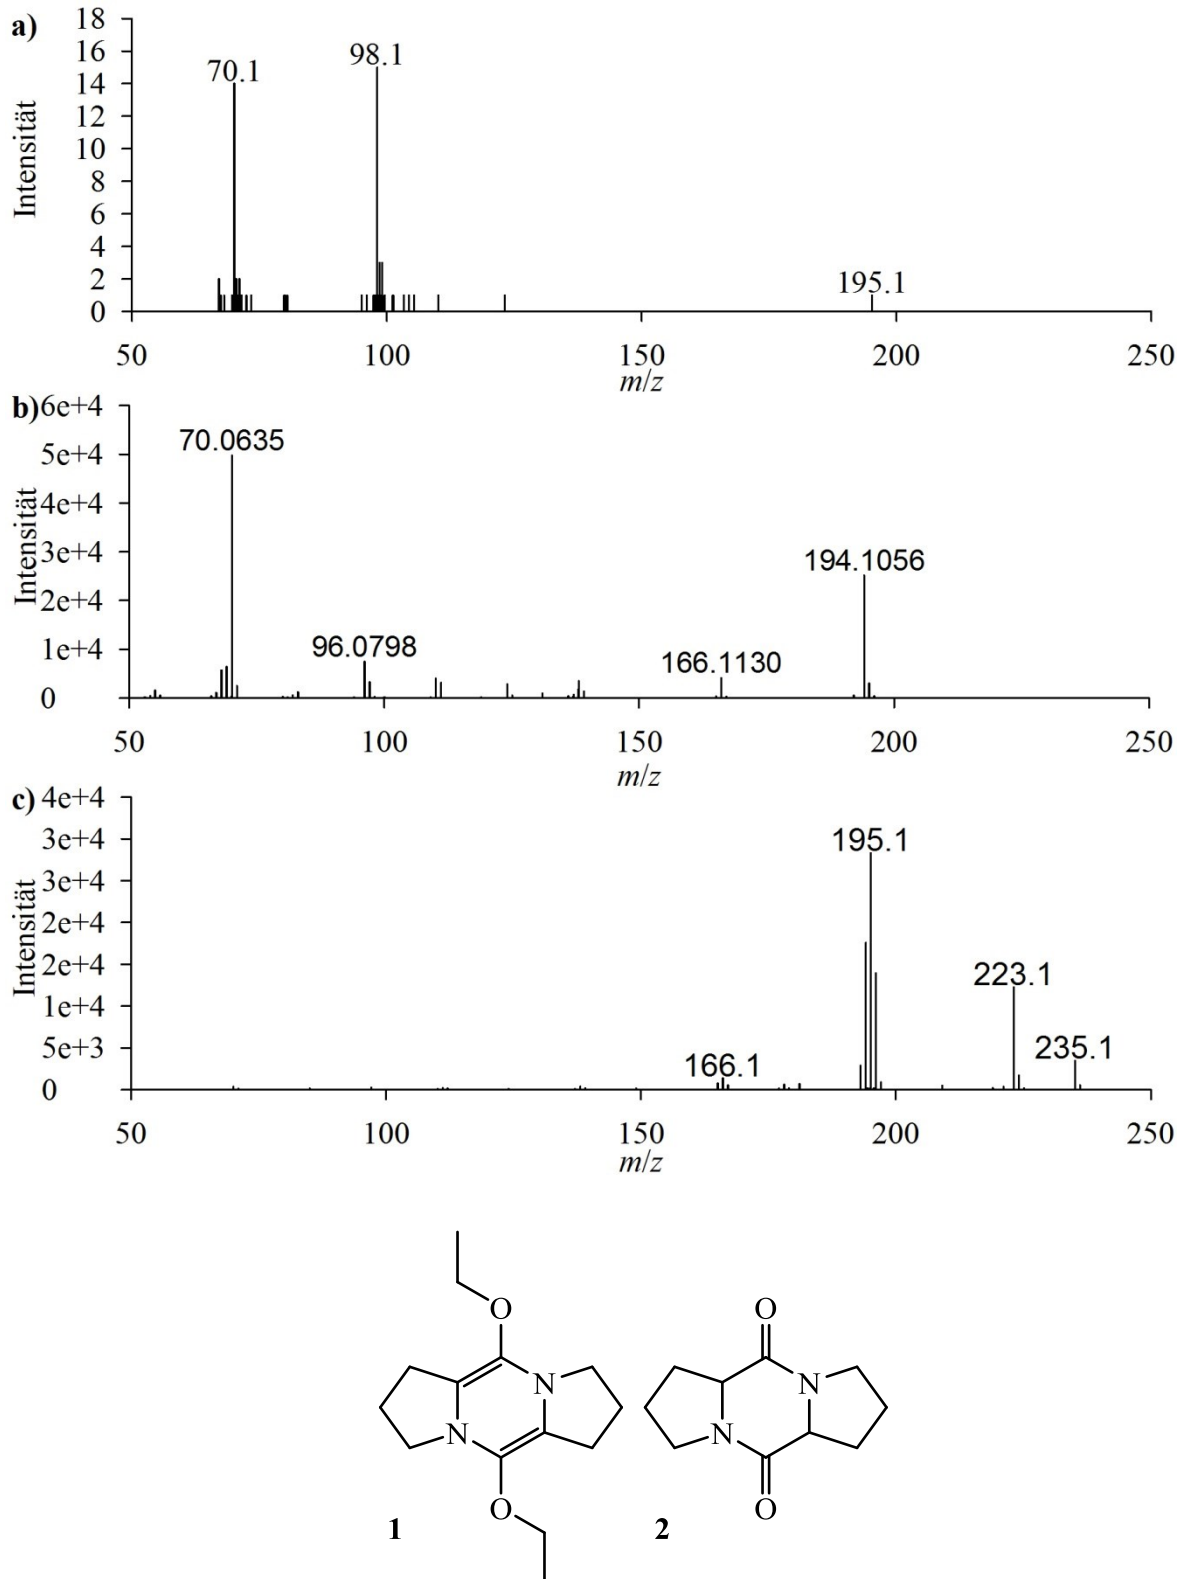 a)
18
16
14
12
10
8
6
4
2
0
Intensität
70.1
98.1
195.1
50 100 150 200 250
m/z
b)
6e+4
5e+4
4e+4
3e+4
2e+4
1e+4
0
Intensität
70.0635
96.0798
166.1130
194.1056
50 100 150 200 250
m/z
c)
4e+4
3e+4
3e+4
2e+4
2e+4
1e+4
5e+3
0
Intensität
166.1
195.1
223.1
235.1
50 100 150 200 250
m/z
O
N
N
O
1
O
N
N
O
2